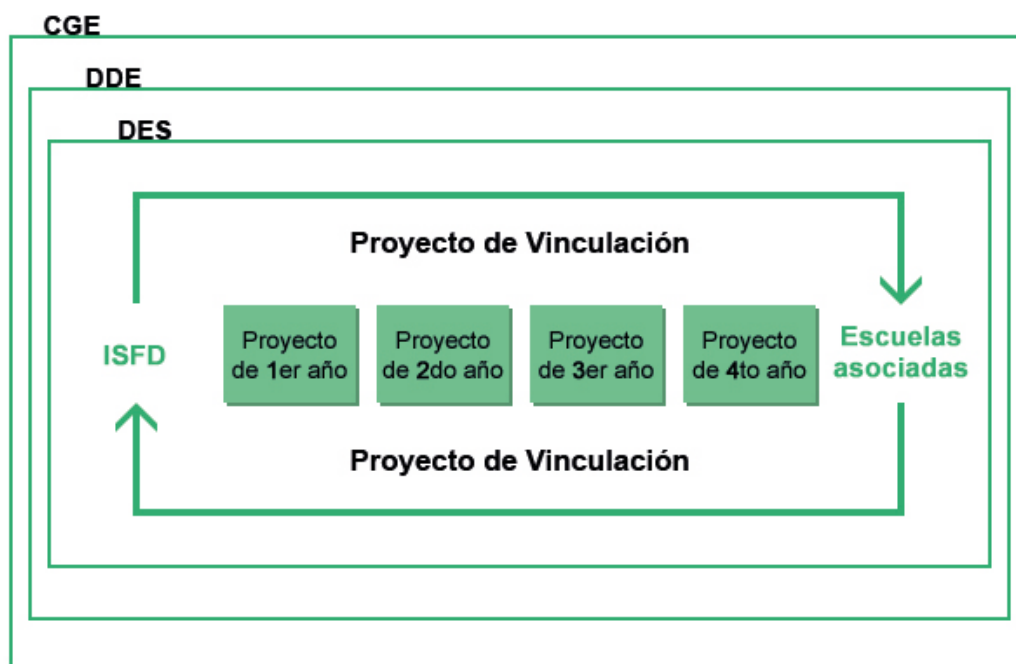 CGE
DDE
DES
Proyecto de Vinculación
ISFD
Proyecto
de 1er año
Proyecto
de 2do año
Proyecto
de 3er año
Proyecto
de 4to año
Escuelas
asociadas
Proyecto de Vinculación